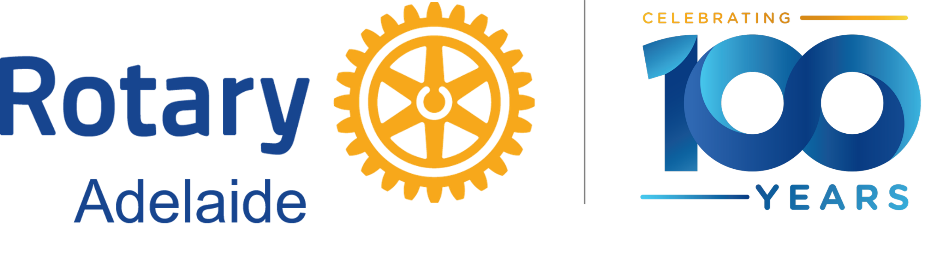 Rotary
Adelaide
CELEBRATING
100
YEARS